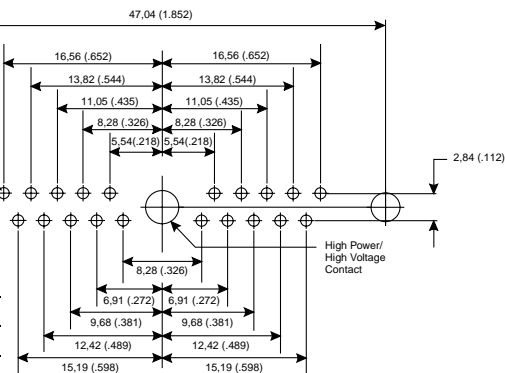 47,04 (1.852)
16,56 (.652) 16,56 (.652)
13,82 (.544) 13,82 (.544)
11,05 (.435) 11,05 (.435)
8,28 (.326) 8,28 (.326)
5,54(.218) 5,54(.218)
2,84 (.112)
High Power/
High Voltage
Contact
8,28 (.326)
6,91 (.272) 6,91 (.272)
9,68 (.381) 9,68 (.381)
12,42 (.489) 12,42 (.489)
15,19 (.598) 15,19 (.598)